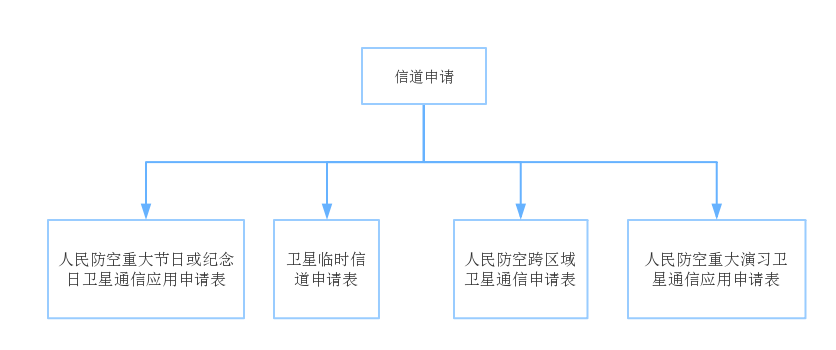 信道申请
人民防空重大节日或纪念
日卫星通信应用申请表
卫星临时信
道申请表
人民防空跨区域
卫星通信申请表
人民防空重大演习卫
星通信应用申请表